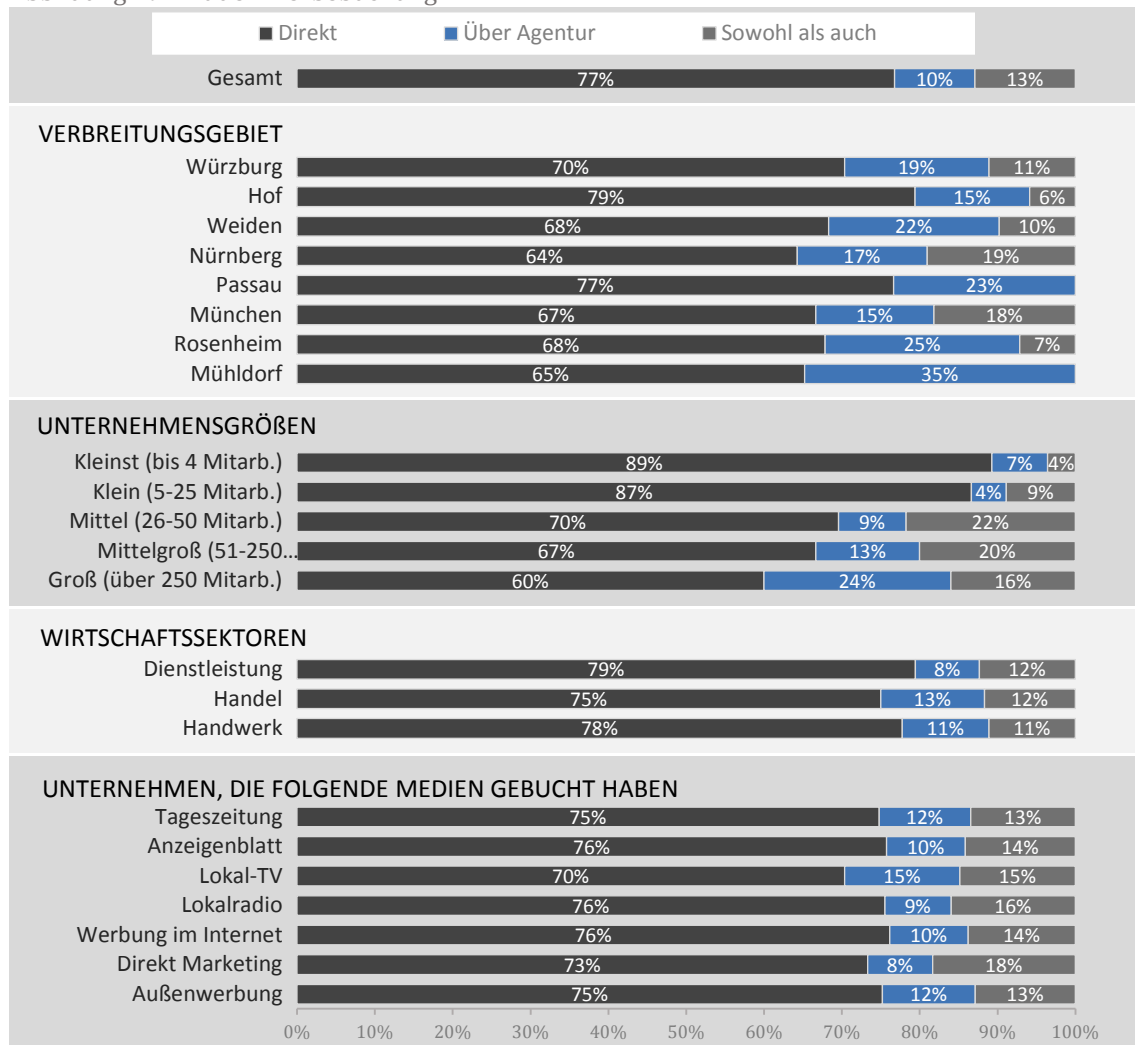 Direkt Über Agentur Sowohl als auch
Gesamt 77% 10% 13%
VERBREITUNGSGEBIET
Würzburg 70% 19% 11%
Hof 79% 15% 6%
Weiden 68% 22% 10%
Nürnberg 64% 17% 19%
Passau 77% 23%
München 67% 15% 18%
Rosenheim 68% 25% 7%
Mühldorf 65% 35%
UNTERNEHMENSGRÖßEN
Kleinst (bis 4 Mitarb.) 89% 7% 4%
Klein (5-25 Mitarb.) 87% 4% 9%
Mittel (26-50 Mitarb.) 70% 9% 22%
Mittelgroß (51-250... 67% 13% 20%
Groß (über 250 Mitarb.) 60% 24% 16%
WIRTSCHAFTSSEKTOREN
Dienstleistung 79% 8% 12%
Handel 75% 13% 12%
Handwerk 78% 11% 11%
UNTERNEHMEN, DIE FOLGENDE MEDIEN GEBUCHT HABEN
Tageszeitung 75% 12% 13%
Anzeigenblatt 76% 10% 14%
Lokal-TV 70% 15% 15%
Lokalradio 76% 9% 16%
Werbung im Internet 76% 10% 14%
Direkt Marketing 73% 8% 18%
Außenwerbung 75% 12% 13%
0% 10% 20% 30% 40% 50% 60% 70% 80% 90% 100%